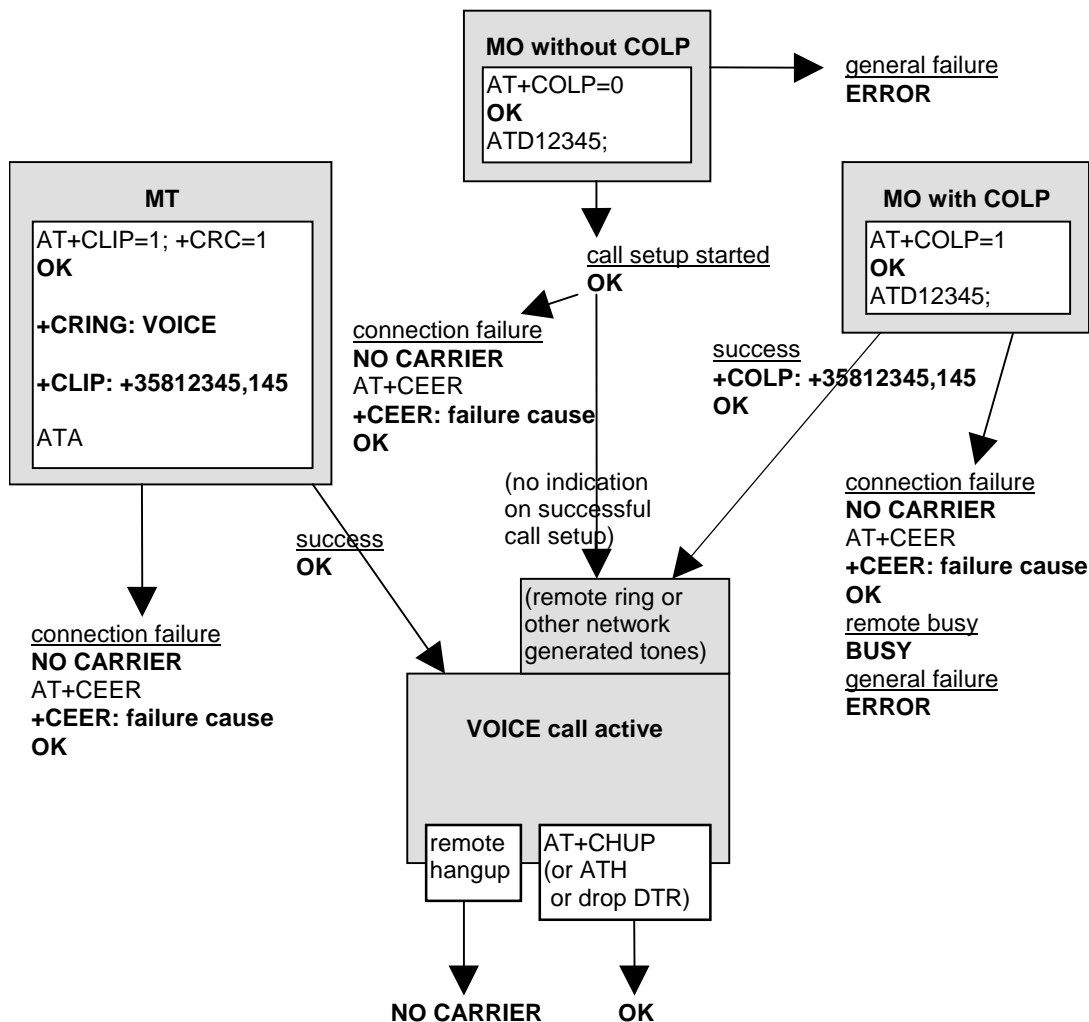 MO without COLP
AT+COLP=0
OK
ATD12345;
general failure
ERROR
MT
AT+CLIP=1; +CRC=1
OK
+CRING: VOICE
+CLIP: +35812345,145
ATA
MO with COLP
AT+COLP=1
OK
ATD12345;
call setup started
OK
connection failure
NO CARRIER
AT+CEER
+CEER: failure cause
OK
success
+COLP: +35812345,145
OK
(no indication
on successful
call setup)
connection failure
NO CARRIER
AT+CEER
+CEER: failure cause
OK
remote busy
BUSY
general failure
ERROR
success
OK
connection failure
NO CARRIER
AT+CEER
+CEER: failure cause
OK
(remote ring or
other network
generated tones)
VOICE call active
remote
hangup
AT+CHUP
(or ATH
or drop DTR)
NO CARRIER
OK